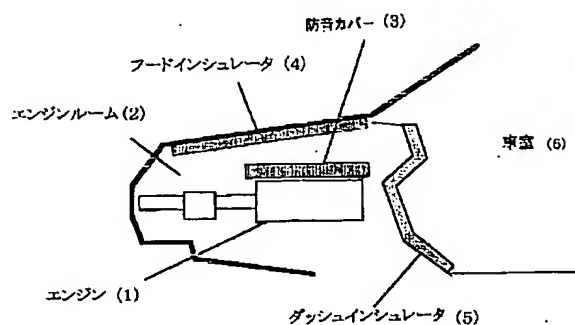 防音カバー (3)
フードインシュレータ (4)
エンジンルーム (2)
車室 (6)
エンジン (1)
ダッシュインシュレータ (5)